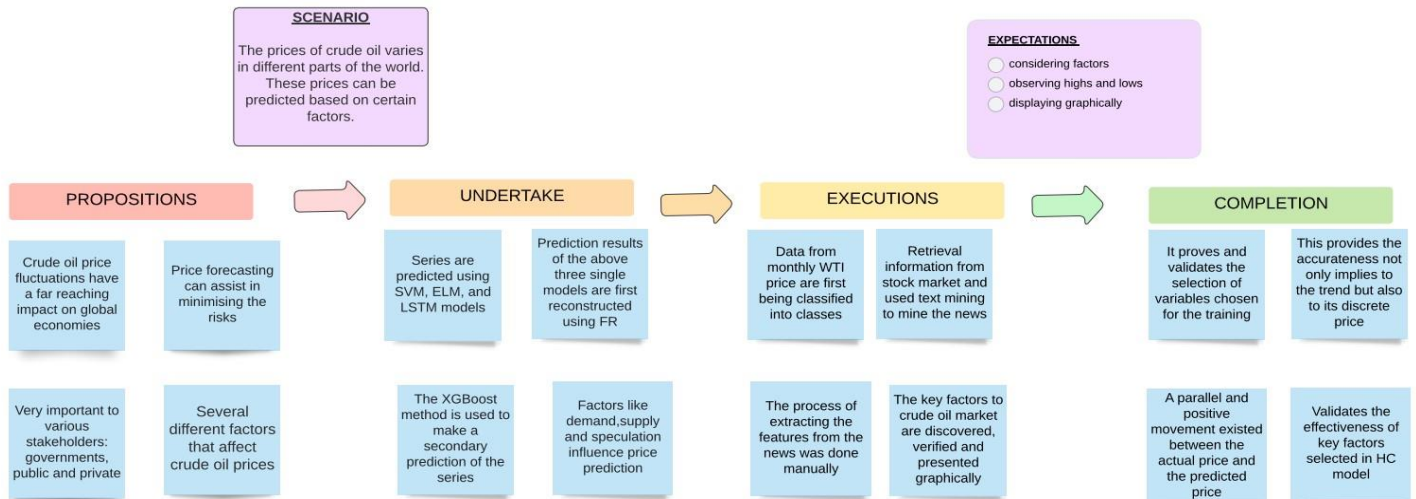 SCENARIO
The prices of crude oil varies
in different parts of the world.
These prices can be
predicted based on certain
factors.
EXPECTATIONS
considering factors
observing highs and lows
displaying graphically
PROPOSITIONS
UNDERTAKE
EXECUTIONS
COMPLETION
Crude oil price
fluctuations have
a far reaching
impact on global
economies
Price forecasting
can assist in
minimising the
risks
Series are
predicted using
SVM, ELM, and
LSTM models
Prediction results
of the above
three single
models are first
reconstructed
using FR
Data from
monthly WTI
price are first
being classified
into classes
Retrieval
information from
stock market and
used text mining
to mine the news
It proves and
validates the
selection of
variables chosen
for the training
This provides the
accurateness not
only implies to
the trend but also
to its discrete
price
Very important to
various
stakeholders:
governments,
public and private
Several
different factors
that affect
crude oil prices
The XGBoost
method is used to
make a
secondary
prediction of the
series
Factors like
demand,supply
and speculation
influence price
prediction
The process of
extracting the
features from the
news was done
manually
The key factors to
crude oil market
are discovered,
verified and
presented
graphically
A parallel and
positive
movement existed
between the
actual price and
the predicted
price
Validates the
effectiveness of
key factors
selected in HC
model